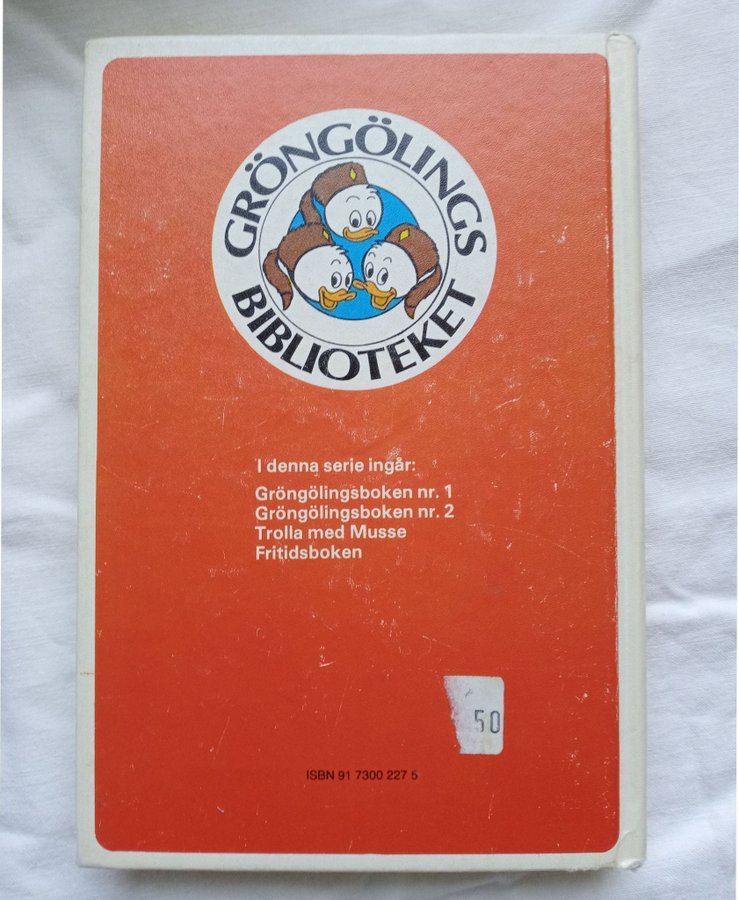 GRÖNGÖLINGS
BIBLIOTEKET
I denna serie ingår:
Gröngölingsboken nr. 1
Gröngölingsboken nr. 2
Trolla med Musse
Fritidsboken
50
ISBN 91 7300 227 5